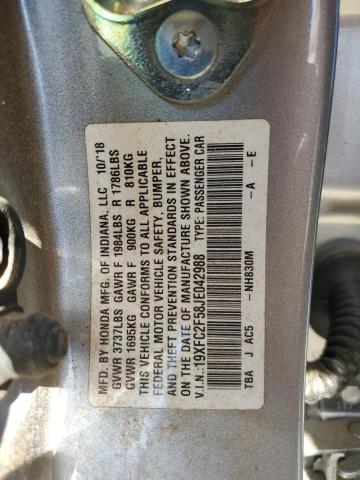 MFD. BY HONDA MFG. OF INDIANA, LLC 10/'18
GVWR 3737LBS GAWR F 1984LBS R 1786LBS
GVWR 1695KG GAWR F 900KG R 810KG
THIS VEHICLE CONFORMS TO ALL APPLICABLE
FEDERAL MOTOR VEHICLE SAFETY, BUMPER,
AND THEFT PREVENTION STANDARDS IN EFFECT
ON THE DATE OF MANUFACTURE SHOWN ABOVE.
V.I.N.:19XFC2F58JE042988 TYPE: PASSENGER CAR
TBA J AC5 -NH830M -A -E